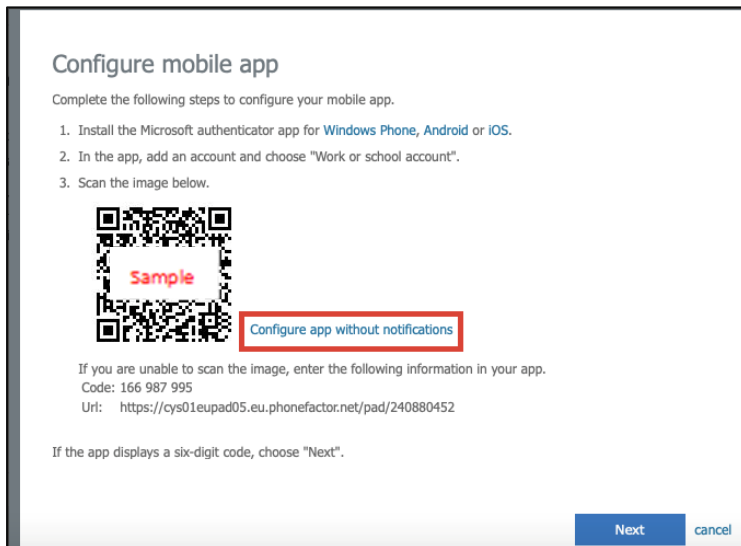 Configure mobile app
Complete the following steps to configure your mobile app.
1. Install the Microsoft authenticator app for Windows Phone, Android or iOS.
2. In the app, add an account and choose "Work or school account".
3. Scan the image below.
Sample
Configure app without notifications
If you are unable to scan the image, enter the following information in your app.
Code: 166 987 995
Url: https://cys01eupad05.eu.phonefactor.net/pad/240880452
If the app displays a six-digit code, choose "Next".
Next cancel